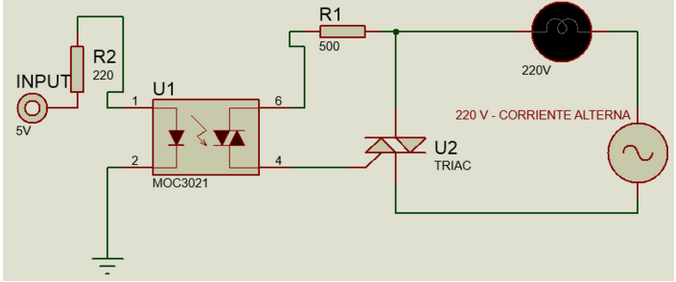 R1
500
R2
220
INPUT
5V
U1
1
6
2
4
MOC3021
220V
220 V - CORRIENTE ALTERNA
U2
TRIAC